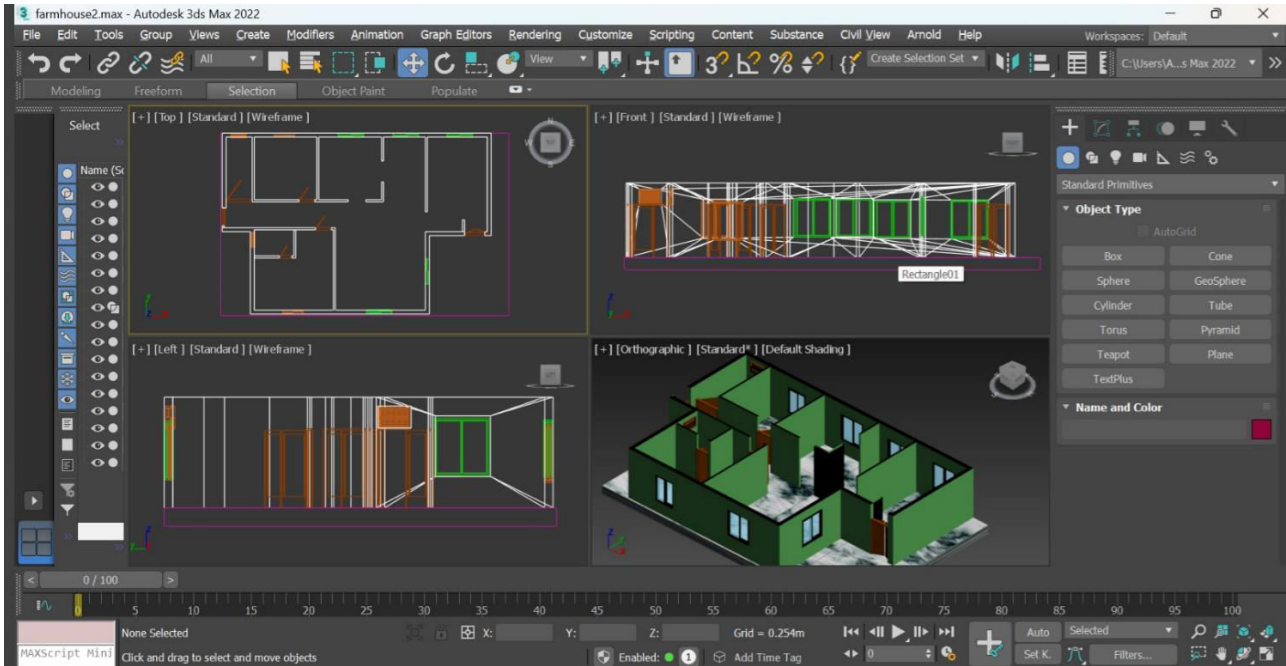 farmhouse2.max - Autodesk 3ds Max 2022
File Edit Tools Group Views Create Modifiers Animation Graph Editors Rendering Customize Scripting Content Substance Civil View Arnold Help Workspaces: Default
All View Create Selection Set C:\Users\A...s Max 2022
Modeling Freeform Selection Object Paint Populate
Select
Name (Sc
[+] [Top ] [Standard ] [Wireframe ]
[+] [Front ] [Standard ] [Wireframe ]
Rectangle01
[+] [Left ] [Standard ] [Wireframe ]
[+] [Orthographic ] [Standard* ] [Default Shading ]
Standard Primitives
Object Type
AutoGrid
Box Cone
Sphere GeoSphere
Cylinder Tube
Torus Pyramid
Teapot Plane
TextPlus
Name and Color
< 0 / 100 >
0 5 10 15 20 25 30 35 40 45 50 55 60 65 70 75 80 85 90 95 100
None Selected X: Y: Z: Grid = 0.254m Auto Selected
MAXScript Mini Click and drag to select and move objects Enabled: 1 Add Time Tag 0 Set K. Filters...